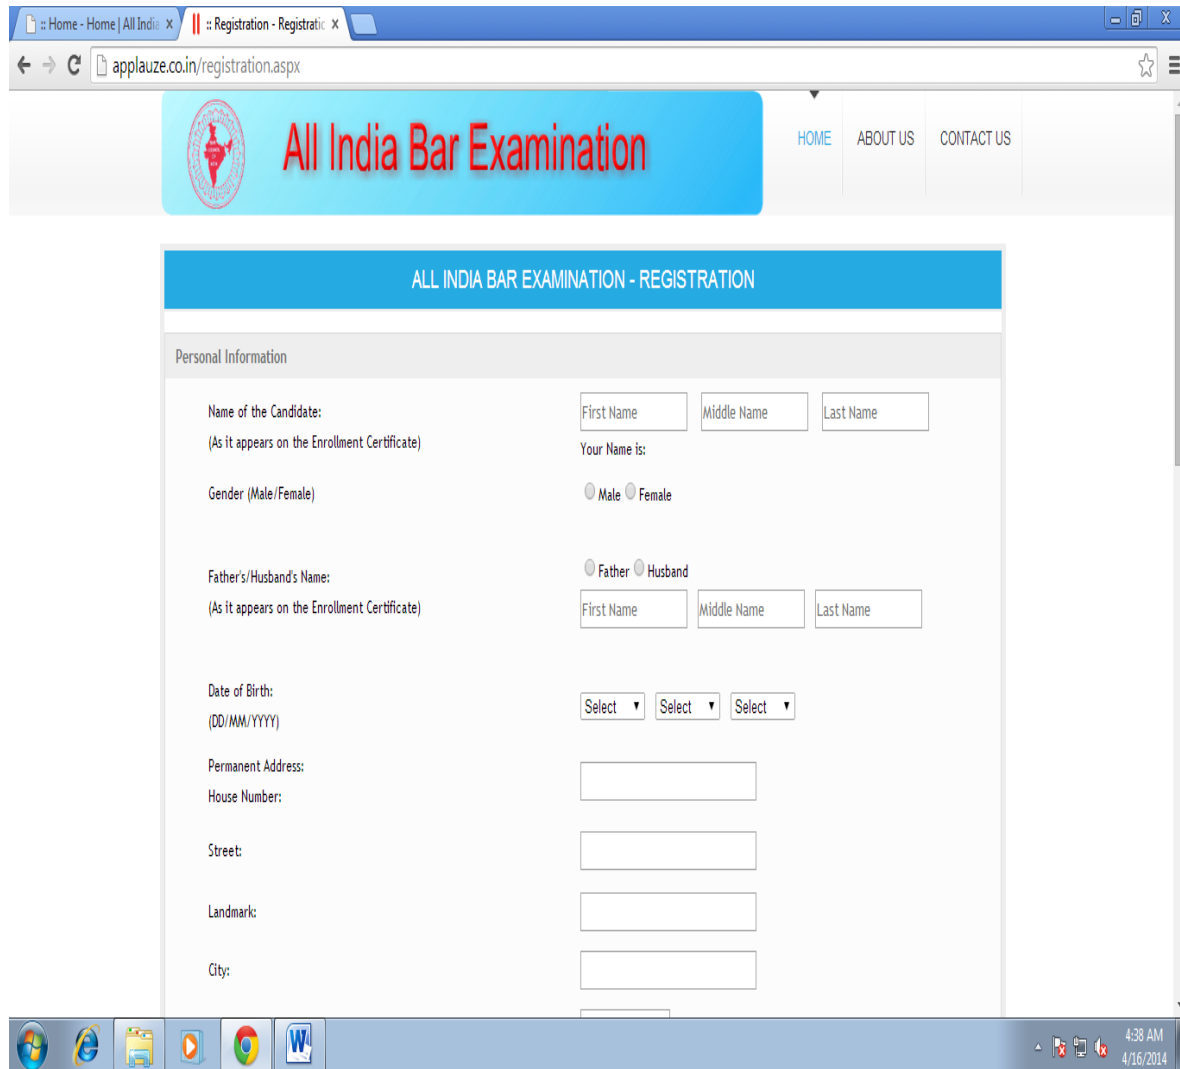 :: Home - Home | All India
:: Registration - Registratic
applauze.co.in/registration.aspx
All India Bar Examination
HOME ABOUT US CONTACT US
ALL INDIA BAR EXAMINATION - REGISTRATION
Personal Information
Name of the Candidate:
First Name Middle Name Last Name
(As it appears on the Enrollment Certificate)
Your Name is:
Gender (Male/Female)
Male Female
Father Husband
Father's/Husband's Name:
(As it appears on the Enrollment Certificate)
First Name Middle Name Last Name
Date of Birth:
(DD/MM/YYYY)
Select Select Select
Permanent Address:
House Number:
Street:
Landmark:
City:
4:38 AM
4/16/2014